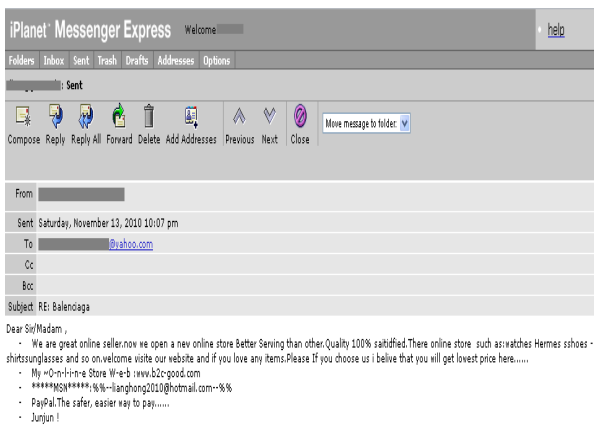 iPlanet™ Messenger Express Welcome
help
Folders Inbox Sent Trash Drafts Addresses Options
: Sent
Compose Reply Reply All Forward Delete Add Addresses Previous Next Close Move message to folder:
From
Sent Saturday, November 13, 2010 10:07 pm
To @yahoo.com
Cc
Bcc
Subject RE: Balenciaga
Dear Sir/Madam ,
- We are great online seller.now we open a new online store Better Serving than other.Quality 100% saitidfied.There online store such as:watches Hermes sshoes -
shirtssunglasses and so on.welcome visite our website and if you love any items.Please If you choose us i belive that you will get lowest price here......
- My ~O-n-l-i-n-e Store W-e-b :www.b2c-good.com
- *****MSN*****:%%--lianghong2010@hotmail.com--%%
- PayPal.The safer, easier way to pay......
- Junjun !